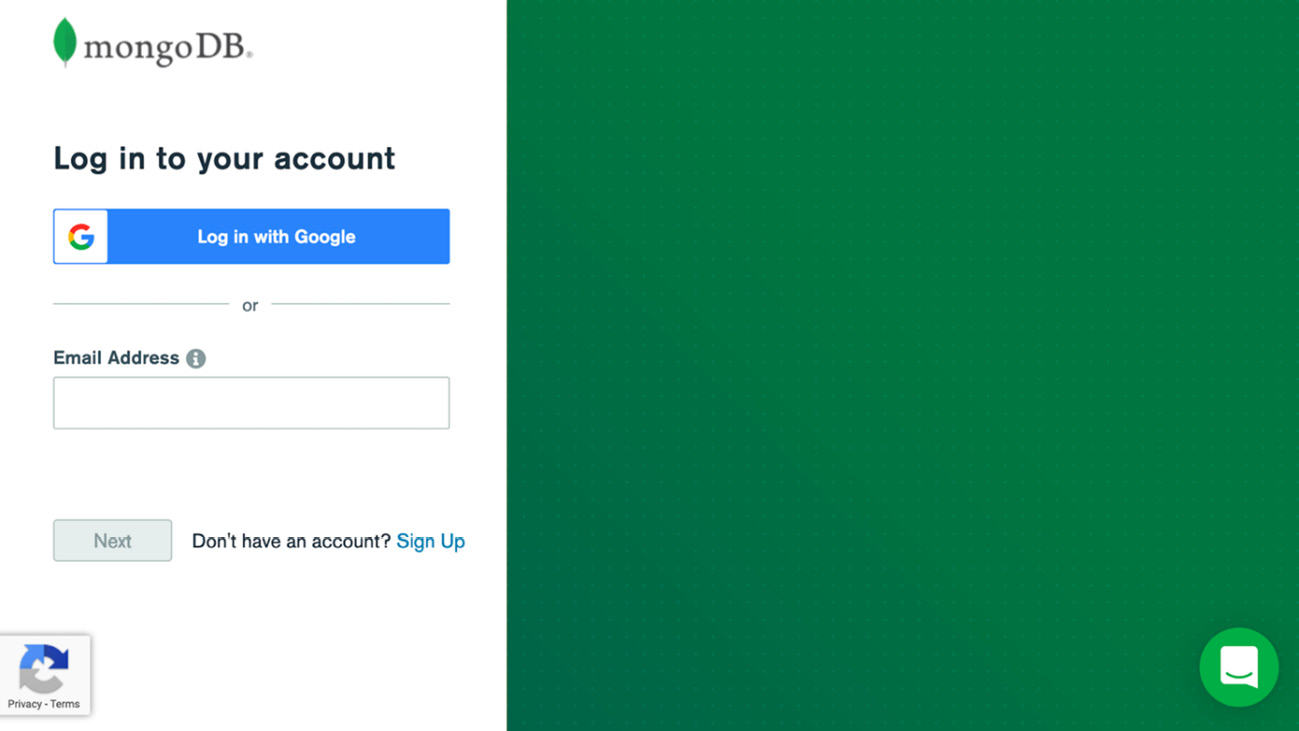 mongoDB®
Log in to your account
Log in with Google
or
Email Address
Next
Don't have an account? Sign Up
Privacy - Terms